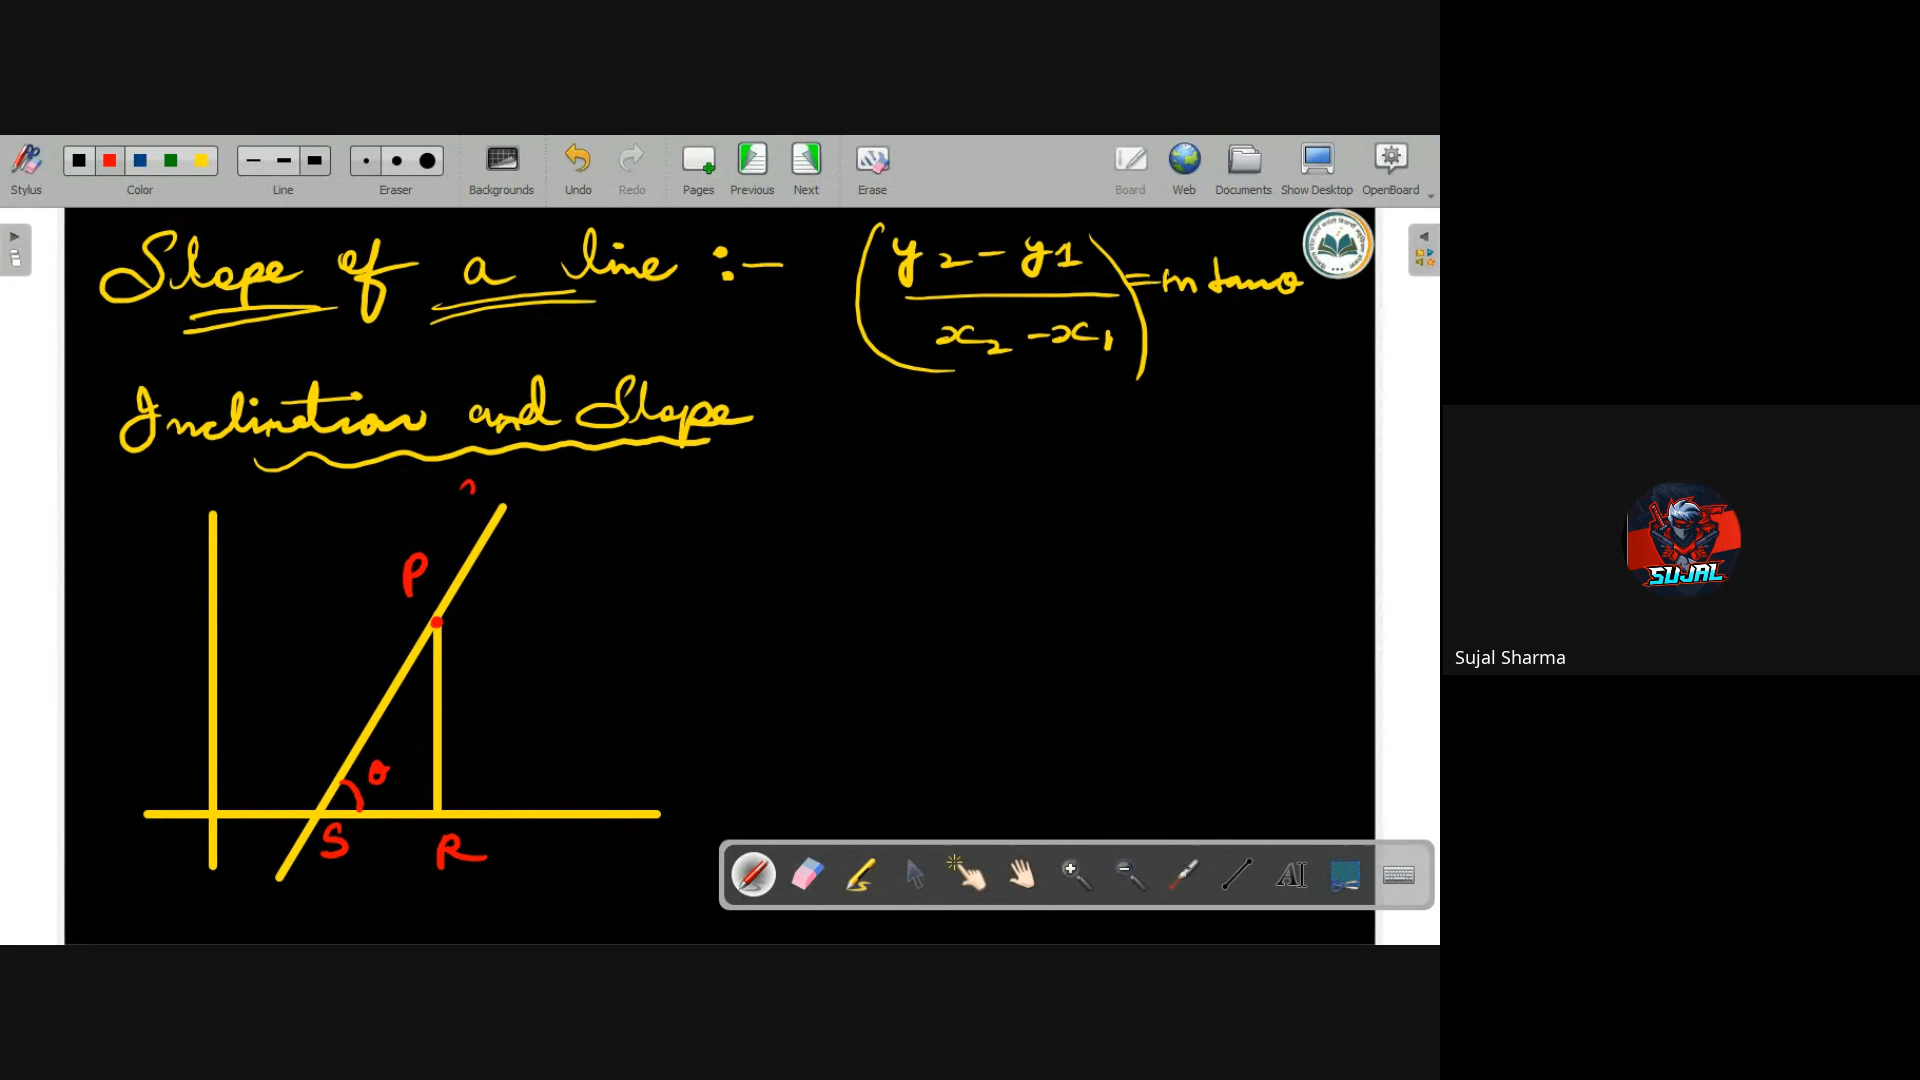 Stylus Color Line Eraser Backgrounds Undo Redo Pages Previous Next Erase Board Web Documents Show Desktop OpenBoard
Slope of a line :- (y2 - y1 / x2 - x1) = m tanθ
Inclination and Slope
P
θ
S R
SUJAL
Sujal Sharma